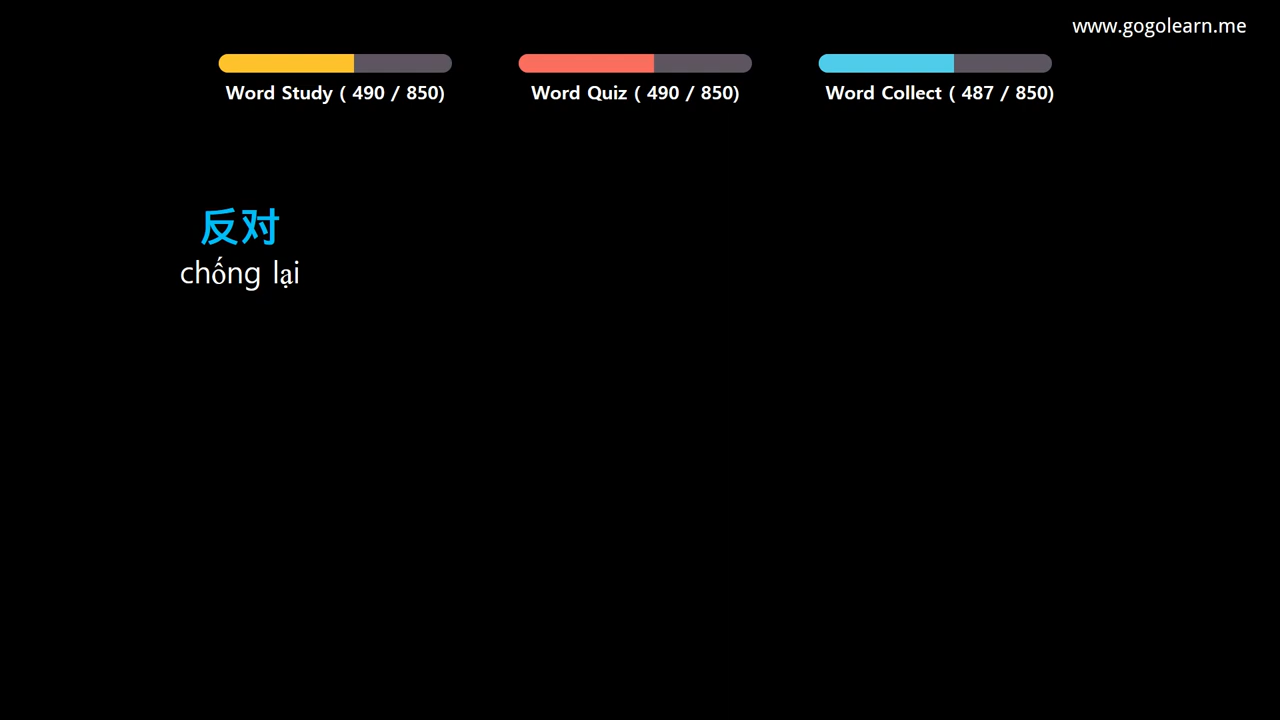 www.gogolearn.me
Word Study ( 490 / 850)
Word Quiz ( 490 / 850)
Word Collect ( 487 / 850)
反对
chống lại